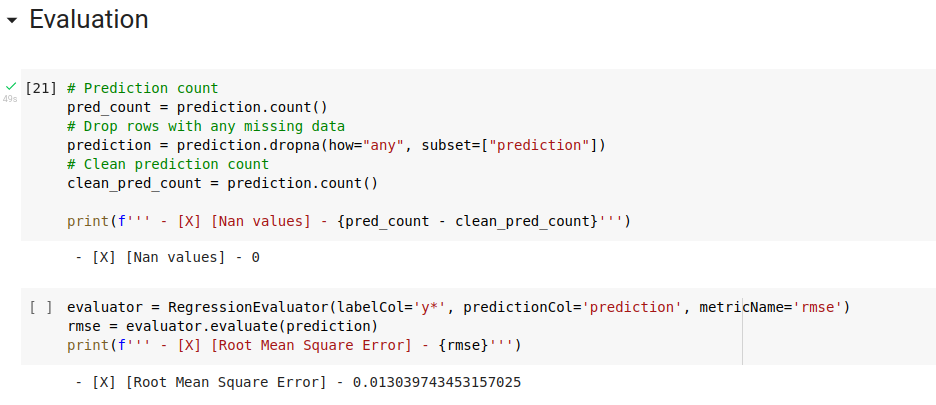 Evaluation
[21] # Prediction count
49s
pred_count = prediction.count()
# Drop rows with any missing data
prediction = prediction.dropna(how="any", subset=["prediction"])
# Clean prediction count
clean_pred_count = prediction.count()
print(f''' - [X] [Nan values] - {pred_count - clean_pred_count}''')
- [X] [Nan values] - 0
[ ] evaluator = RegressionEvaluator(labelCol='y*', predictionCol='prediction', metricName='rmse')
rmse = evaluator.evaluate(prediction)
print(f''' - [X] [Root Mean Square Error] - {rmse}''')
- [X] [Root Mean Square Error] - 0.013039743453157025